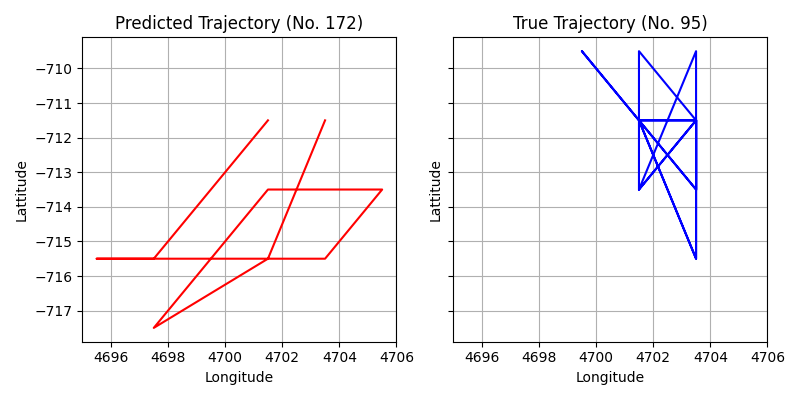 Predicted Trajectory (No. 172)
True Trajectory (No. 95)
Lattitude
−710
−711
−712
−713
−714
−715
−716
−717
4696 4698 4700 4702 4704 4706
Longitude
Lattitude
4696 4698 4700 4702 4704 4706
Longitude